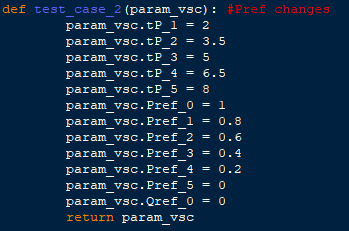 def test_case_2(param_vsc): #Pref changes
param_vsc.tP_1 = 2
param_vsc.tP_2 = 3.5
param_vsc.tP_3 = 5
param_vsc.tP_4 = 6.5
param_vsc.tP_5 = 8
param_vsc.Pref_0 = 1
param_vsc.Pref_1 = 0.8
param_vsc.Pref_2 = 0.6
param_vsc.Pref_3 = 0.4
param_vsc.Pref_4 = 0.2
param_vsc.Pref_5 = 0
param_vsc.Qref_0 = 0
return param_vsc